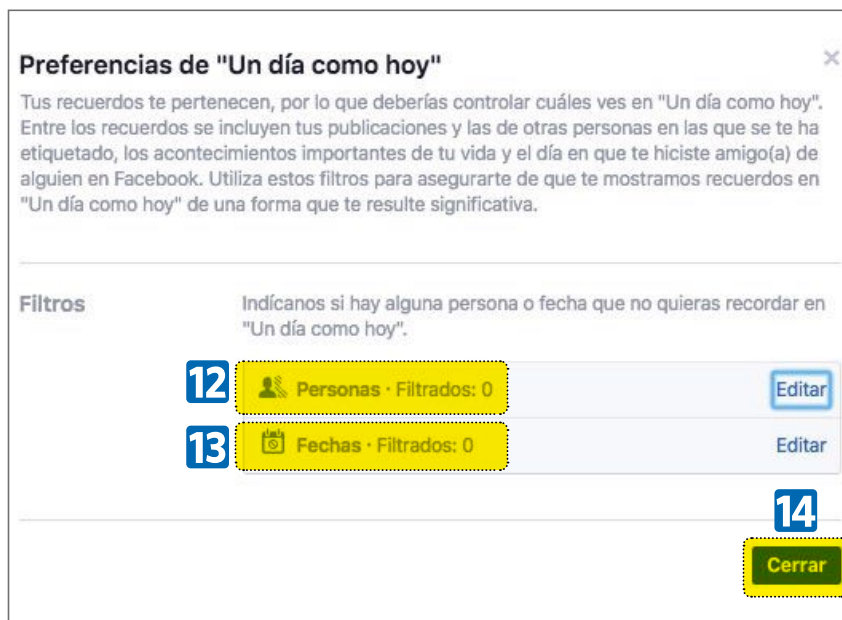 Preferencias de "Un día como hoy"
Tus recuerdos te pertenecen, por lo que deberías controlar cuáles ves en "Un día como hoy".
Entre los recuerdos se incluyen tus publicaciones y las de otras personas en las que se te ha
etiquetado, los acontecimientos importantes de tu vida y el día en que te hiciste amigo(a) de
alguien en Facebook. Utiliza estos filtros para asegurarte de que te mostramos recuerdos en
"Un día como hoy" de una forma que te resulte significativa.
Filtros
Indícanos si hay alguna persona o fecha que no quieras recordar en
"Un día como hoy".
12 Personas · Filtrados: 0 Editar
13 Fechas · Filtrados: 0 Editar
14
Cerrar